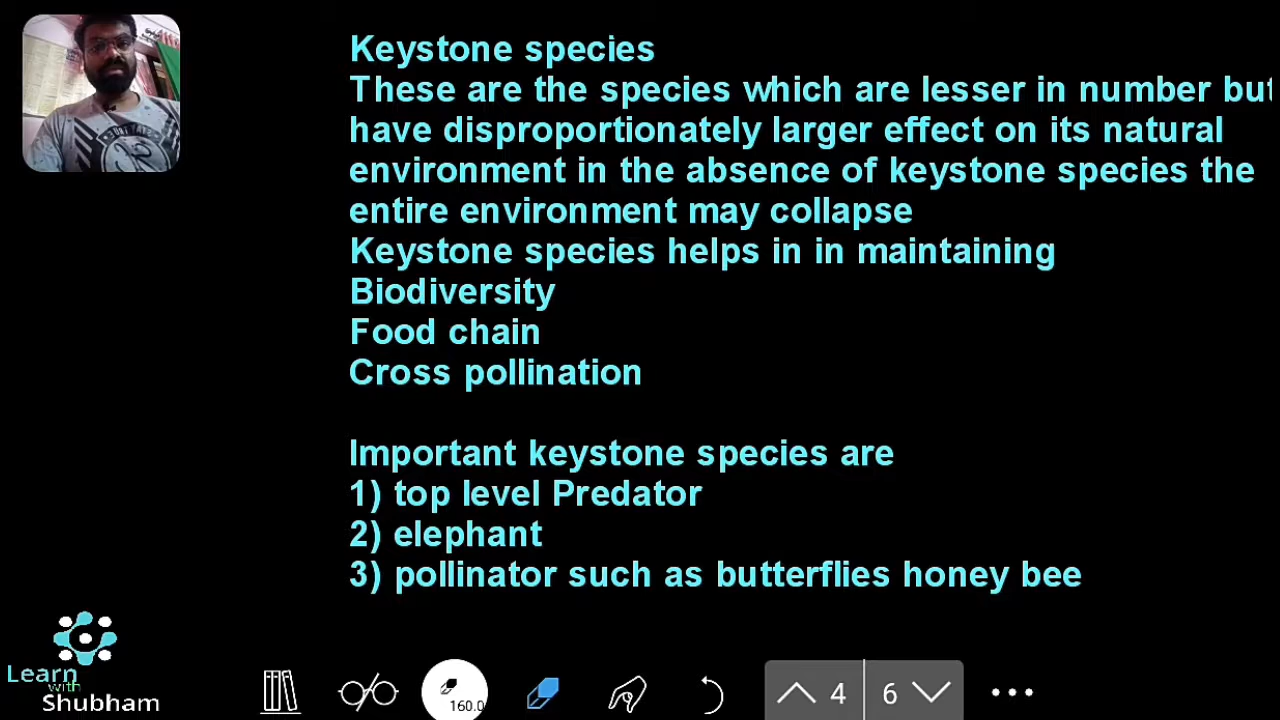 Keystone species
These are the species which are lesser in number but
have disproportionately larger effect on its natural
environment in the absence of keystone species the
entire environment may collapse
Keystone species helps in in maintaining
Biodiversity
Food chain
Cross pollination
Important keystone species are
1) top level Predator
2) elephant
3) pollinator such as butterflies honey bee
Learn
with
Shubham
160.0
4
6